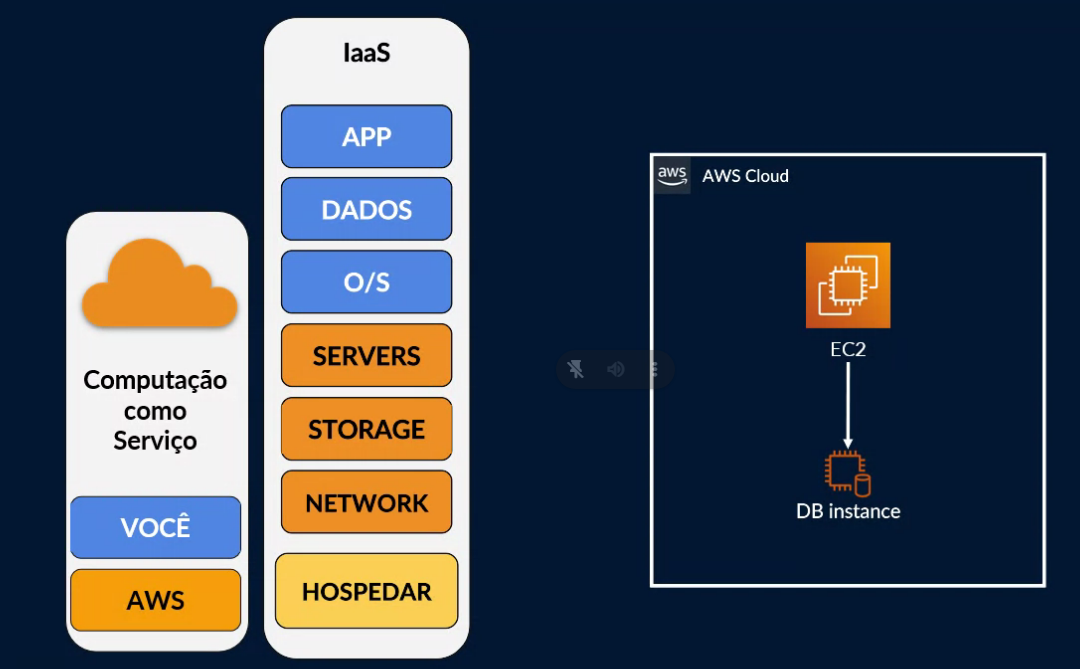 IaaS
APP
DADOS
O/S
SERVERS
STORAGE
NETWORK
HOSPEDAR
Computação
como
Serviço
VOCÊ
AWS
aws
AWS Cloud
EC2
DB instance